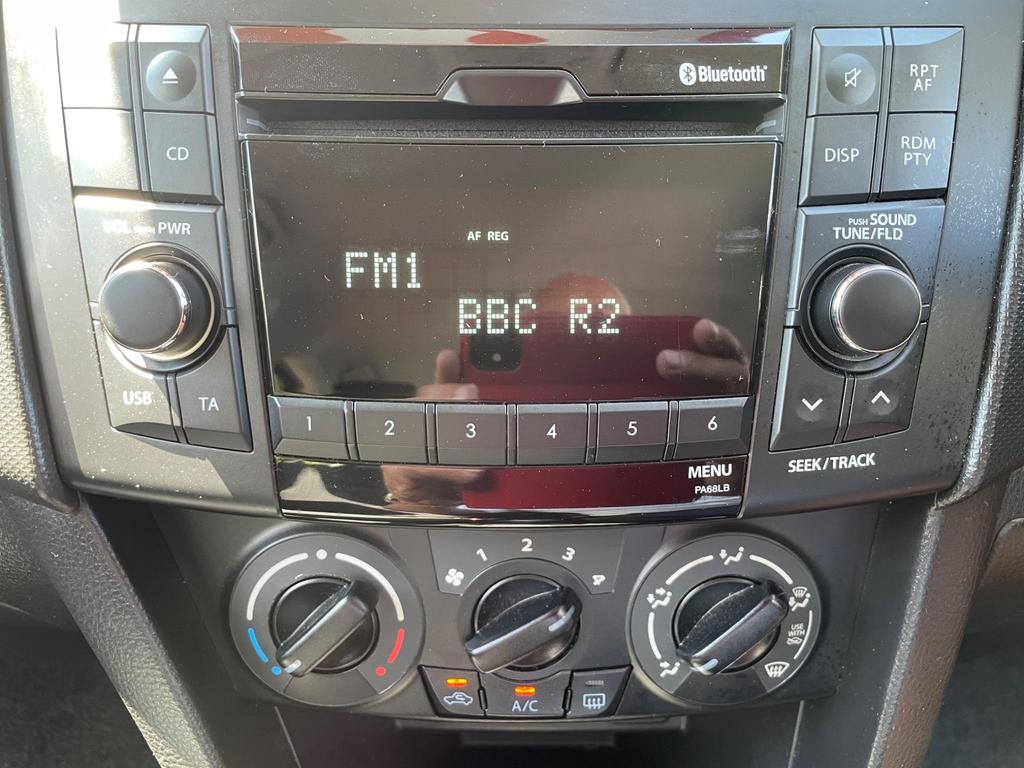 Bluetooth
RPT
AF
CD
DISP
RDM
PTY
VOL PUSH PWR
PUSH SOUND
TUNE/FLD
AF REG
FM1
BBC R2
USB
TA
1 2 3 4 5 6
SEEK/TRACK
MENU
PA68LB
1 2 3 4
USE
WITH
A/C